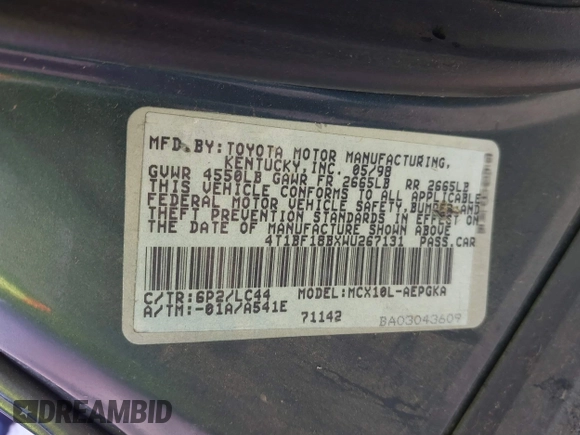 MFD. BY: TOYOTA MOTOR MANUFACTURING,
KENTUCKY, INC. 05/98
GVWR 4550LB GAWR FR 2665LB RR 2665LB
THIS VEHICLE CONFORMS TO ALL APPLICABLE
FEDERAL MOTOR VEHICLE SAFETY, BUMPER, AND
THEFT PREVENTION STANDARDS IN EFFECT ON
THE DATE OF MANUFACTURE SHOWN ABOVE
4T1BF18BXWU267131 PASS.CAR
C/TR:6P2/LC44 MODEL:MCX10L-AEPGKA
A/TM:-01A/A541E 71142
BA03043609
DREAMBID